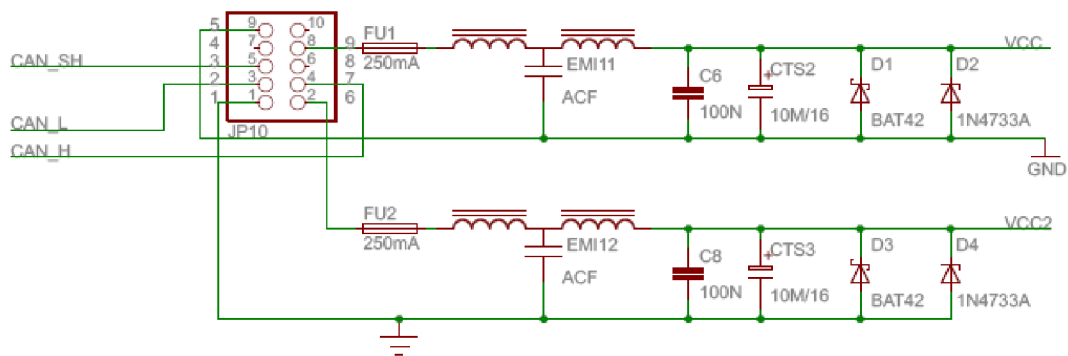 5 9 10 FU1
4 7 8 9 VCC
CAN_SH 3 5 6 8 250mA EMI11 C6 CTS2 D1 D2
2 3 4 7 ACF + 
CAN_L 1 1 2 6 100N 10M/16 BAT42 1N4733A
JP10
CAN_H
GND
FU2 VCC2
250mA EMI12 C8 CTS3 D3 D4
ACF +
100N 10M/16 BAT42 1N4733A